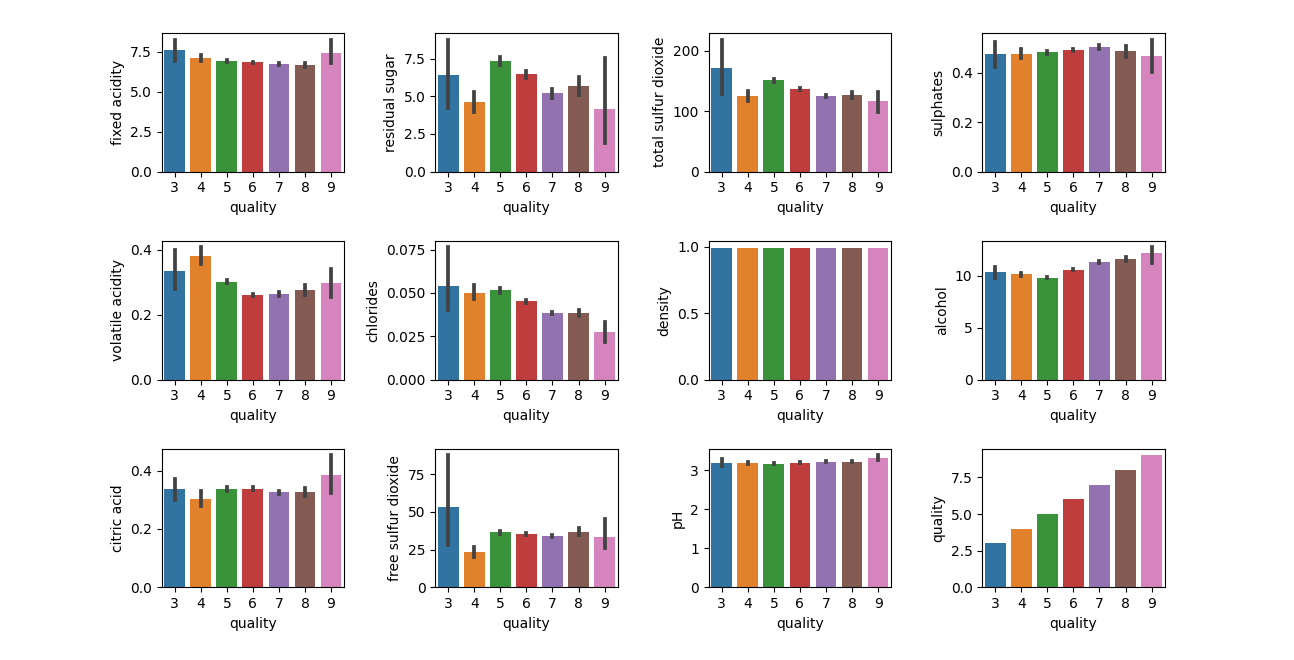 fixed acidity
7.5
5.0
2.5
0.0
3 4 5 6 7 8 9
quality
residual sugar
7.5
5.0
2.5
0.0
3 4 5 6 7 8 9
quality
total sulfur dioxide
200
100
0
3 4 5 6 7 8 9
quality
sulphates
0.4
0.2
0.0
3 4 5 6 7 8 9
quality
volatile acidity
0.4
0.2
0.0
3 4 5 6 7 8 9
quality
chlorides
0.075
0.050
0.025
0.000
3 4 5 6 7 8 9
quality
density
1.0
0.5
0.0
3 4 5 6 7 8 9
quality
alcohol
10
5
0
3 4 5 6 7 8 9
quality
citric acid
0.4
0.2
0.0
3 4 5 6 7 8 9
quality
free sulfur dioxide
75
50
25
0
3 4 5 6 7 8 9
quality
pH
3
2
1
0
3 4 5 6 7 8 9
quality
quality
7.5
5.0
2.5
0.0
3 4 5 6 7 8 9
quality